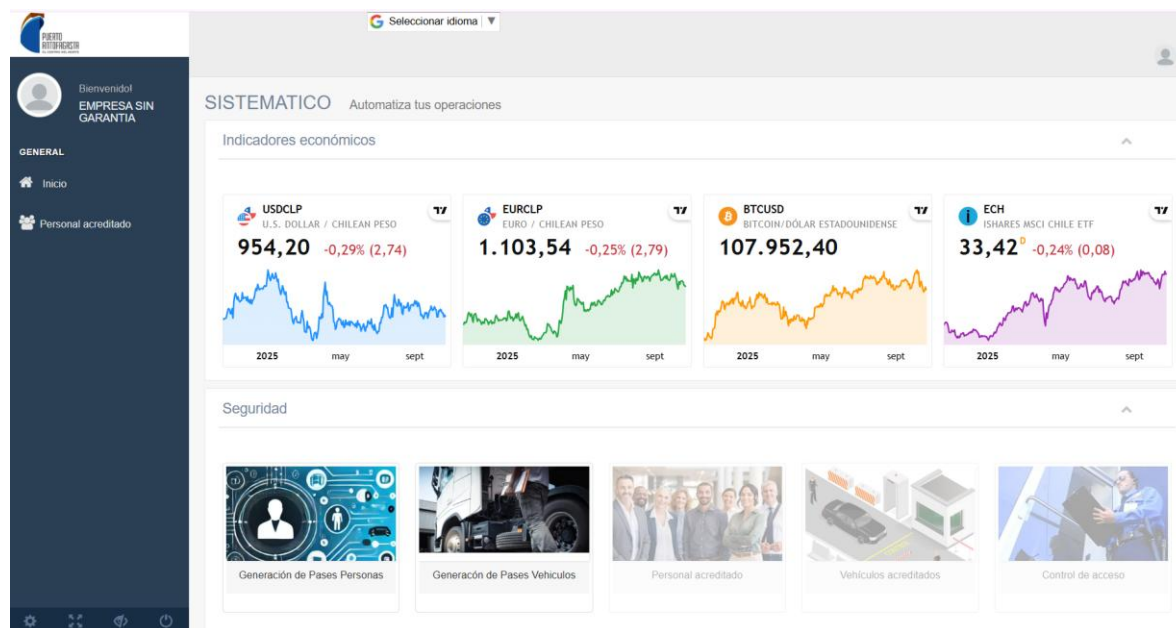 Seleccionar idioma ▼
PUERTO
ANTOFAGASTA
Bienvenido!
EMPRESA SIN
GARANTIA
GENERAL
Inicio
Personal acreditado
SISTEMATICO Automatiza tus operaciones
Indicadores económicos
USDCLP
U.S. DOLLAR / CHILEAN PESO
954,20 -0,29% (2,74)
2025 may sept
EURCLP
EURO / CHILEAN PESO
1.103,54 -0,25% (2,79)
2025 may sept
BTCUSD
BITCOIN/DÓLAR ESTADOUNIDENSE
107.952,40
2025 may sept
ECH
ISHARES MSCI CHILE ETF
33,42 D -0,24% (0,08)
2025 may sept
Seguridad
Generación de Pases Personas
Generacón de Pases Vehiculos
Personal acreditado
Vehículos acreditados
Control de acceso